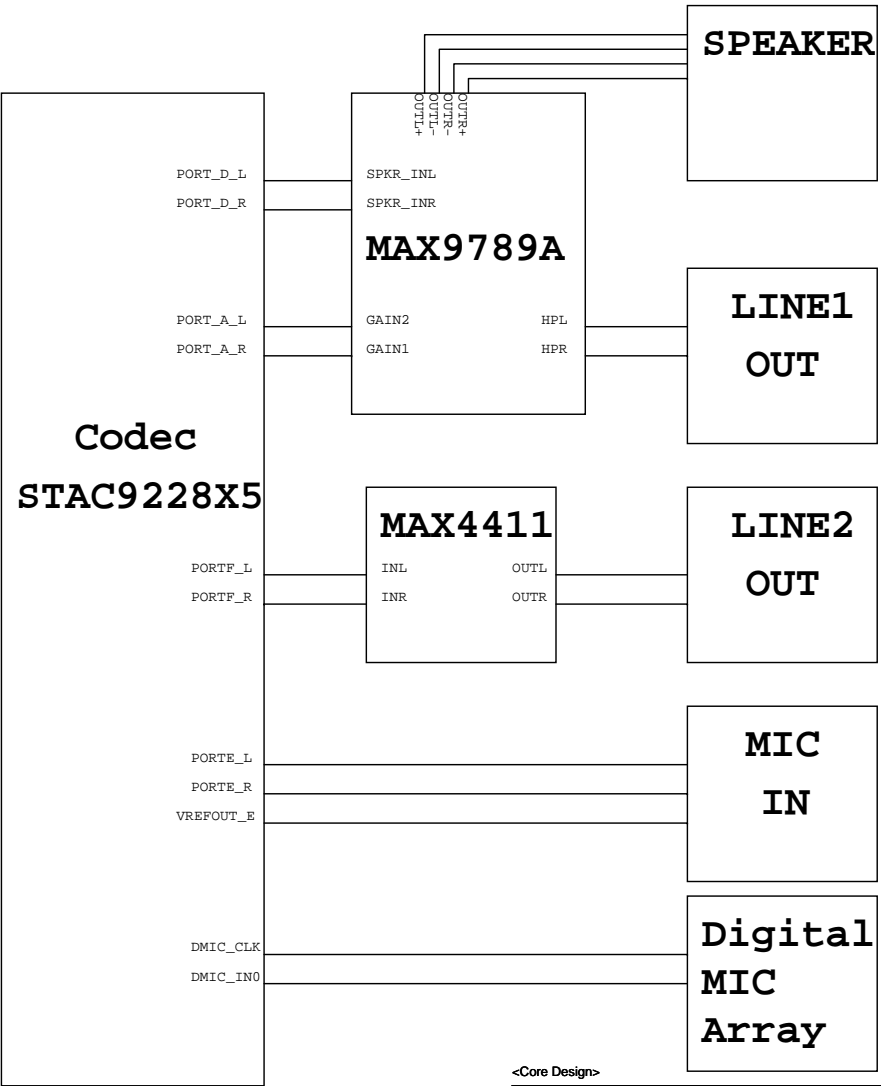 SPEAKER
OUTL+
OUTL-
OUTR-
OUTR+
PORT_D_L
SPKR_INL
PORT_D_R
SPKR_INR
MAX9789A
LINE1
OUT
PORT_A_L
GAIN2
HPL
PORT_A_R
GAIN1
HPR
Codec
STAC9228X5
MAX4411
LINE2
OUT
PORTF_L
INL
OUTL
PORTF_R
INR
OUTR
MIC
IN
PORTE_L
PORTE_R
VREFOUT_E
Digital
MIC
Array
DMIC_CLK
DMIC_IN0
<Core Design>